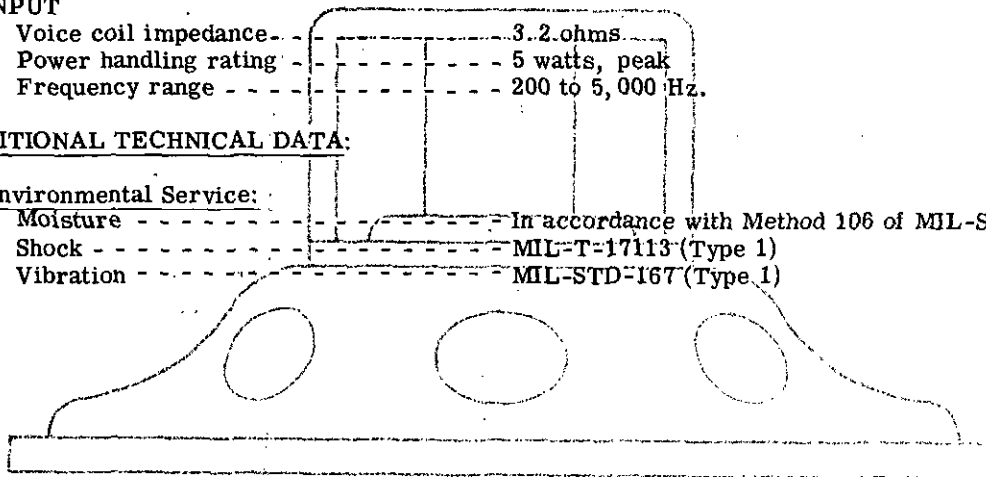 NPUT
Voice coil impedance - - - - - - - - - - - - 3.2 ohms
Power handling rating - - - - - - - - - - - - 5 watts, peak
Frequency range - - - - - - - - - - - - - - - 200 to 5,000 Hz.
ITIONAL TECHNICAL DATA:
nvironmental Service:
Moisture - - - - - - - - - - - - - - - - - - - In accordance with Method 106 of MIL-S
Shock - - - - - - - - - - - - - - - - - - - - - MIL-T-17113 (Type 1)
Vibration - - - - - - - - - - - - - - - - - - - MIL-STD-167 (Type 1)